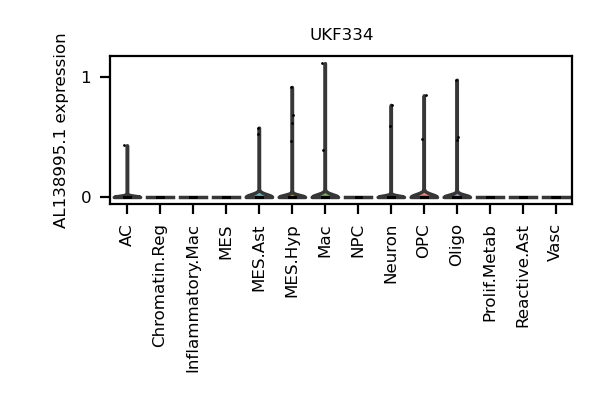 UKF334
AL138995.1 expression
1
0
AC
Chromatin.Reg
Inflammatory.Mac
MES
MES.Ast
MES.Hyp
Mac
NPC
Neuron
OPC
Oligo
Prolif.Metab
Reactive.Ast
Vasc